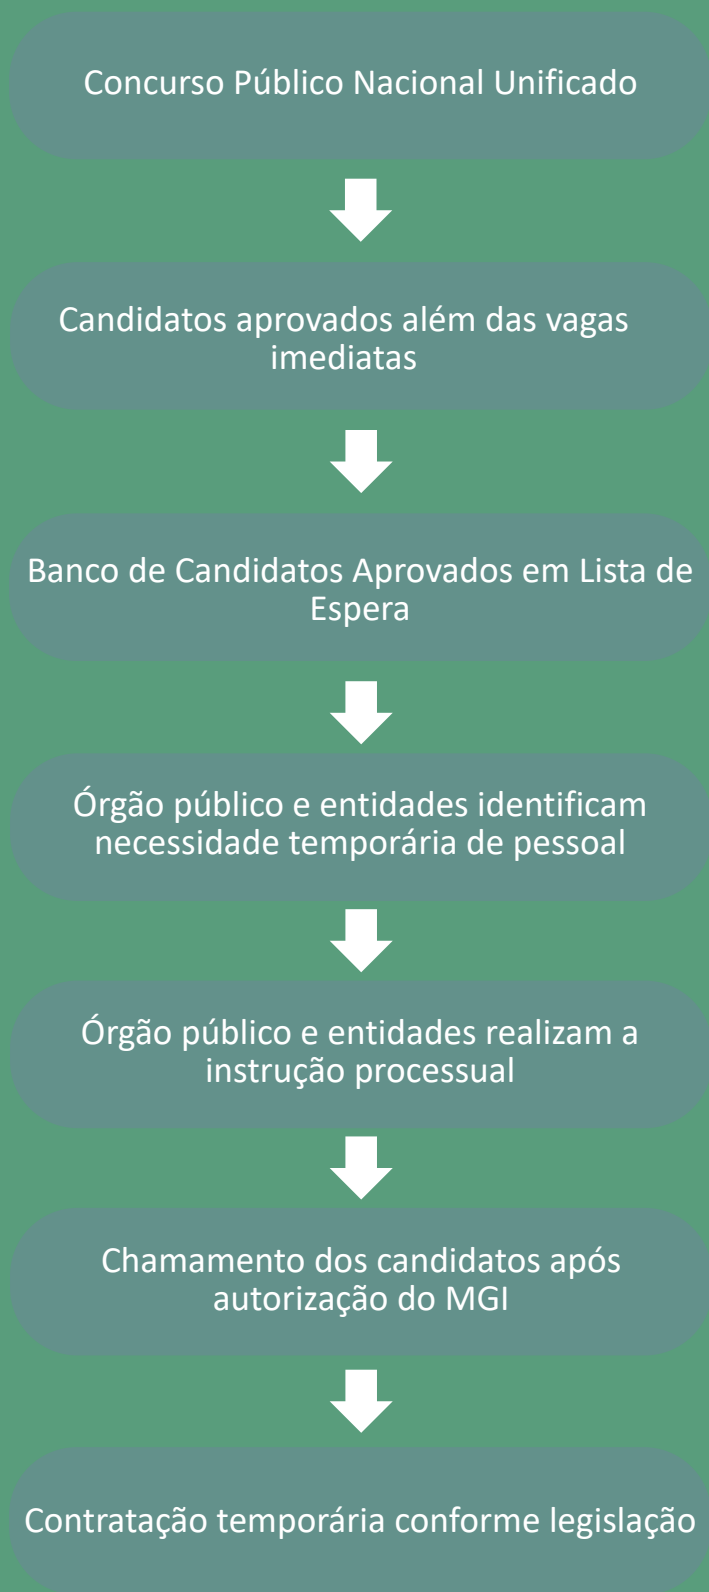 Concurso Público Nacional Unificado
Candidatos aprovados além das vagas
imediatas
Banco de Candidatos Aprovados em Lista de
Espera
Órgão público e entidades identificam
necessidade temporária de pessoal
Órgão público e entidades realizam a
instrução processual
Chamamento dos candidatos após
autorização do MGI
Contratação temporária conforme legislação